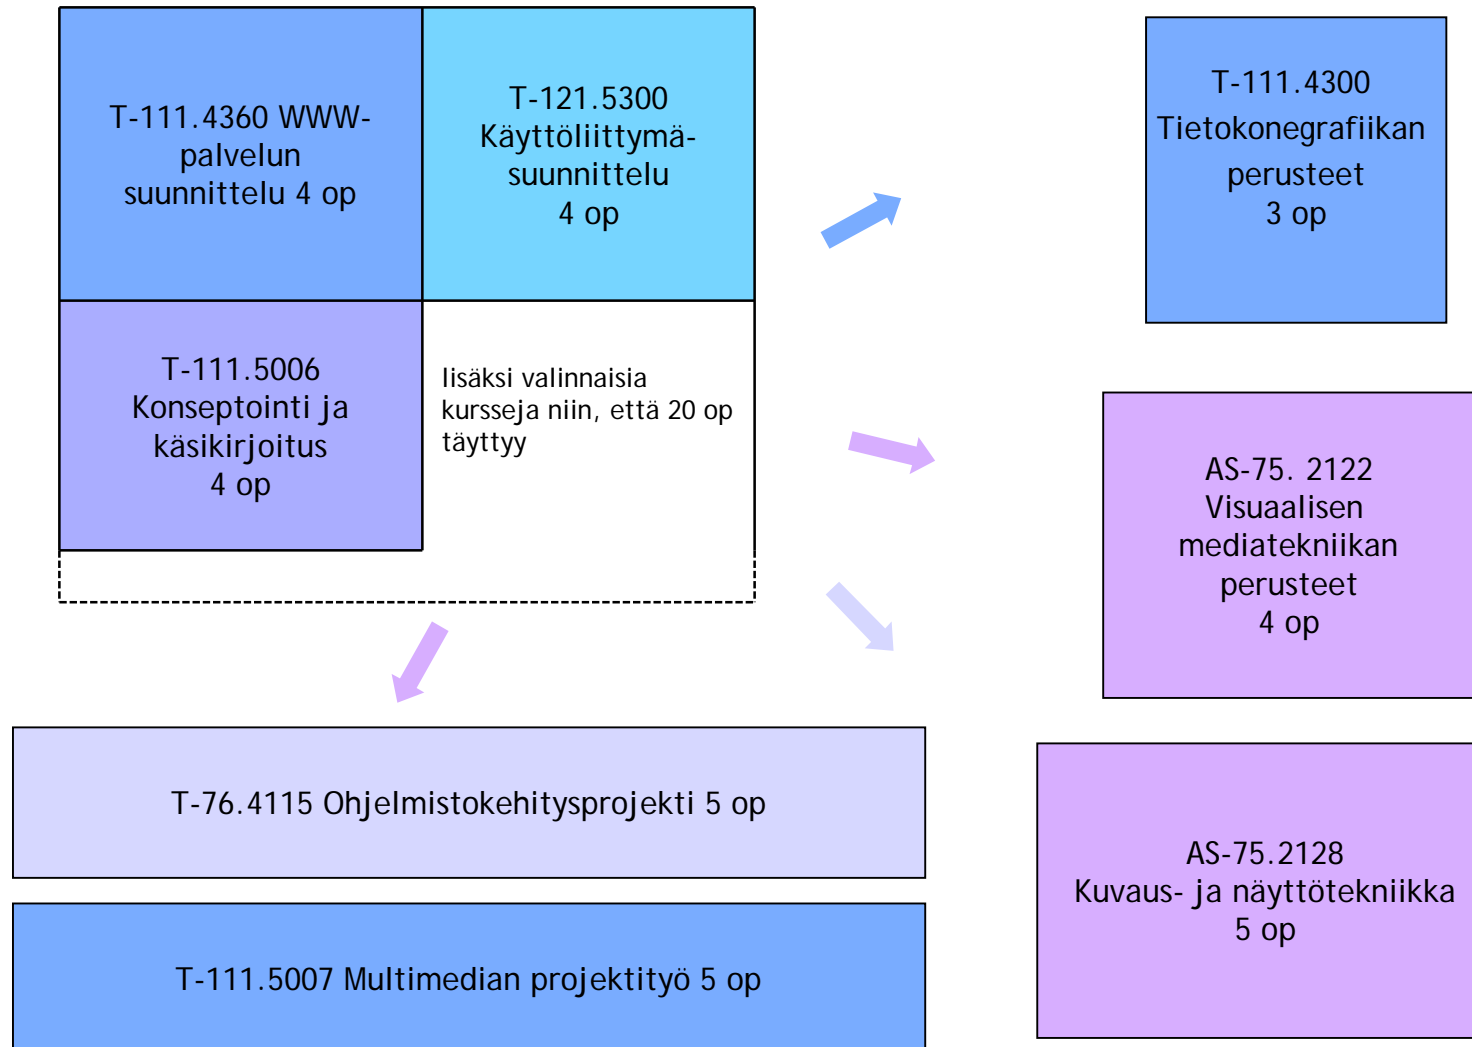 T-111.4360 WWW-
palvelun
suunnittelu 4 op
T-121.5300
Käyttöliittymä-
suunnittelu
4 op
T-111.5006
Konseptointi ja
käsikirjoitus
4 op
lisäksi valinnaisia
kursseja niin, että 20 op
täyttyy
T-111.4300
Tietokonegrafiikan
perusteet
3 op
AS-75. 2122
Visuaalisen
mediatekniikan
perusteet
4 op
T-76.4115 Ohjelmistokehitysprojekti 5 op
T-111.5007 Multimedian projektityö 5 op
AS-75.2128
Kuvaus- ja näyttötekniikka
5 op